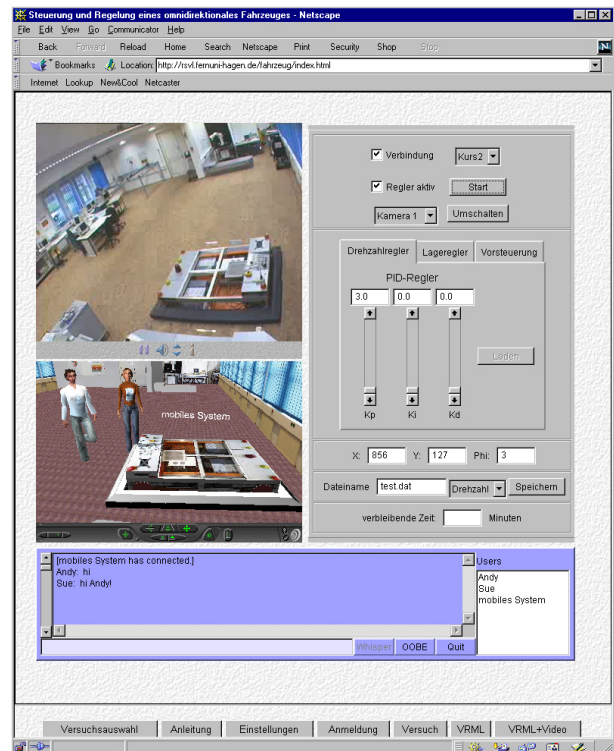 Steuerung und Regelung eines omnidirektionales Fahrzeuges - Netscape
File Edit View Go Communicator Help
Back Forward Reload Home Search Netscape Print Security Shop Stop
Bookmarks Location: http://rsvl.fernuni-hagen.de/fahrzeug/index.html
Internet Lookup New&Cool Netcaster
Verbindung Kurs2
Regler aktiv Start
Kamera 1 Umschalten
Drehzahlregler Lageregler Vorsteuerung
PID-Regler
3.0 0.0 0.0
Laden
Kp Ki Kd
mobiles System
X: 856 Y: 127 Phi: 3
Dateiname test.dat Drehzahl Speichern
verbleibende Zeit: Minuten
[mobiles System has connected.]
Andy: hi
Sue: hi Andy!
Users
Andy
Sue
mobiles System
Whisper OOBE Quit
Versuchsauswahl Anleitung Einstellungen Anmeldung Versuch VRML VRML+Video